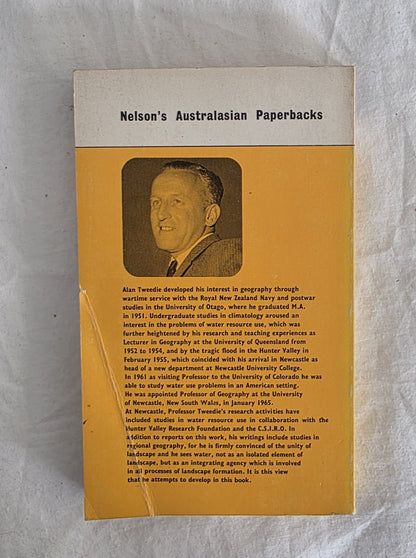 Nelson's Australasian Paperbacks
Alan Tweedie developed his interest in geography through
wartime service with the Royal New Zealand Navy and postwar
studies in the University of Otago, where he graduated M.A.
in 1951. Undergraduate studies in climatology aroused an
interest in the problems of water resource use, which was
further heightened by his research and teaching experiences as
Lecturer in Geography at the University of Queensland from
1952 to 1954, and by the tragic flood in the Hunter Valley in
February 1955, which coincided with his arrival in Newcastle as
head of a new department at Newcastle University College.
In 1961 as visiting Professor to the University of Colorado he was
able to study water use problems in an American setting.
He was appointed Professor of Geography at the University
of Newcastle, New South Wales, in January 1965.
At Newcastle, Professor Tweedie's research activities have
included studies in water resource use in collaboration with the
Hunter Valley Research Foundation and the C.S.I.R.O. In
addition to reports on this work, his writings include studies in
regional geography, for he is firmly convinced of the unity of
landscape and he sees water, not as an isolated element of
landscape, but as an integrating agency which is involved
in all processes of landscape formation. It is this view
that he attempts to develop in this book.